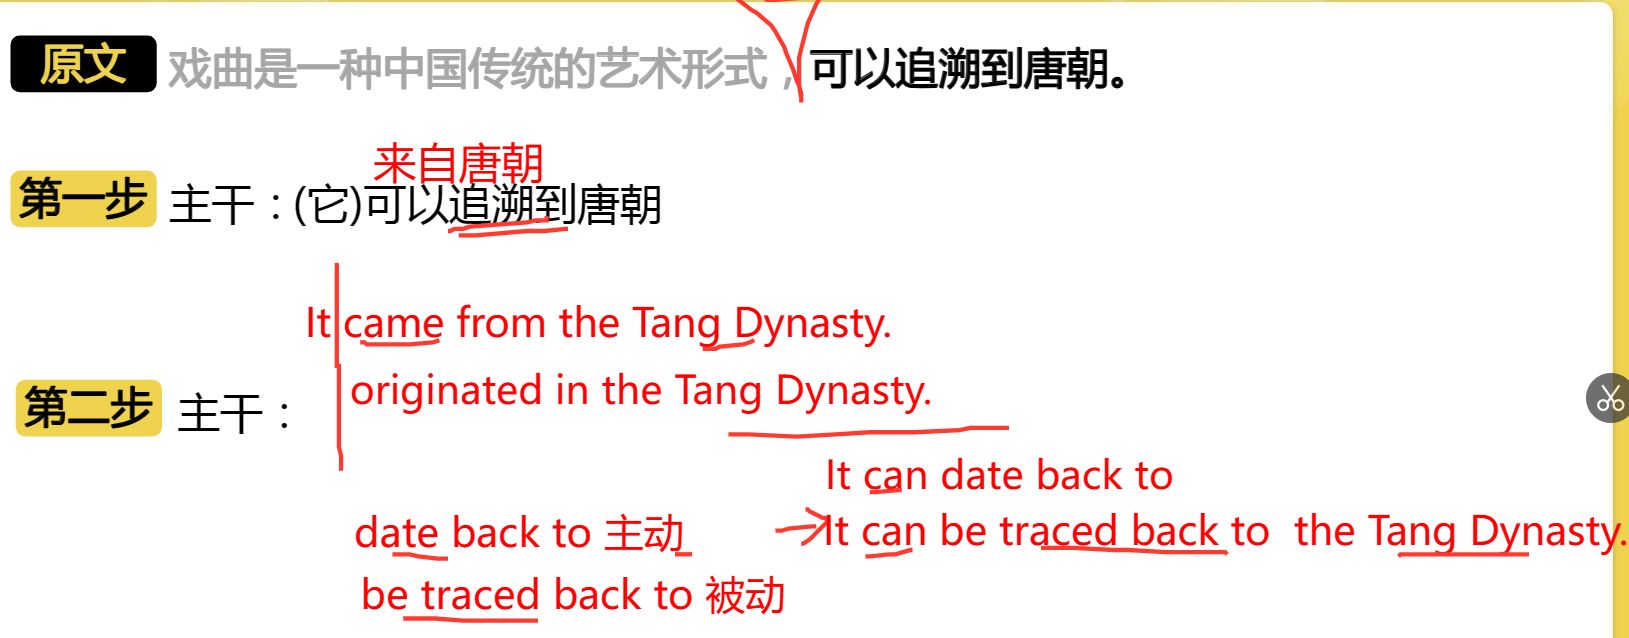 原文 戏曲是一种中国传统的艺术形式，可以追溯到唐朝。
来自唐朝
第一步 主干：(它)可以追溯到唐朝
It came from the Tang Dynasty.
originated in the Tang Dynasty.
第二步 主干：
It can date back to
date back to 主动
It can be traced back to the Tang Dynasty.
be traced back to 被动